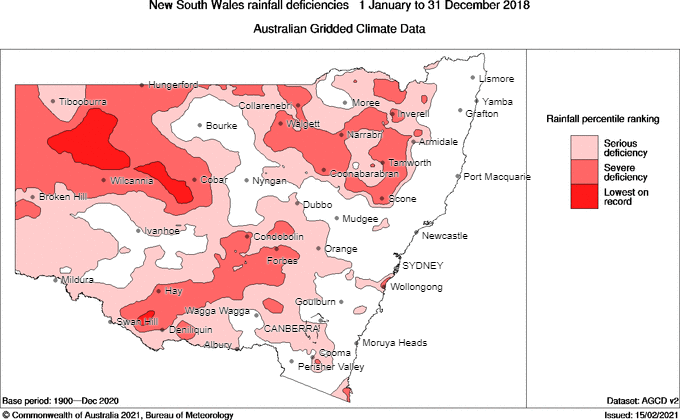 New South Wales rainfall deficiencies   1 January to 31 December 2018
Australian Gridded Climate Data
Hungerford
Lismore
Tibooburra
Collarenebri
Moree
Yamba
Grafton
Inverell
Bourke
Walgett
Narrabri
Armidale
Tamworth
Wilcannia
Cobar
Nyngan
Coonabarabran
Port Macquarie
Broken Hill
Dubbo
Scone
Mudgee
Ivanhoe
Condobolin
Newcastle
Forbes
Orange
SYDNEY
Mildura
Hay
Wollongong
Goulburn
Wagga Wagga
Swan Hill
Deniliquin
CANBERRA
Albury
Moruya Heads
Cooma
Perisher Valley
Rainfall percentile ranking
Serious
deficiency
Severe
deficiency
Lowest on
record
Base period: 1900—Dec 2020
Dataset: AGCD v2
© Commonwealth of Australia 2021, Bureau of Meteorology
Issued: 15/02/2021